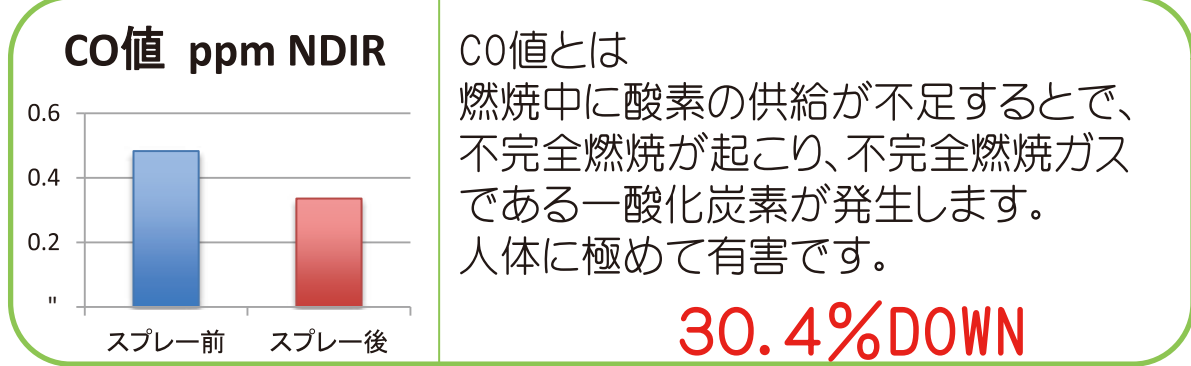 CO値 ppm NDIR
0.6
0.4
0.2
"
スプレー前
スプレー後
CO値とは
燃焼中に酸素の供給が不足するとで、
不完全燃焼が起こり、不完全燃焼ガス
である一酸化炭素が発生します。
人体に極めて有害です。
30.4%DOWN